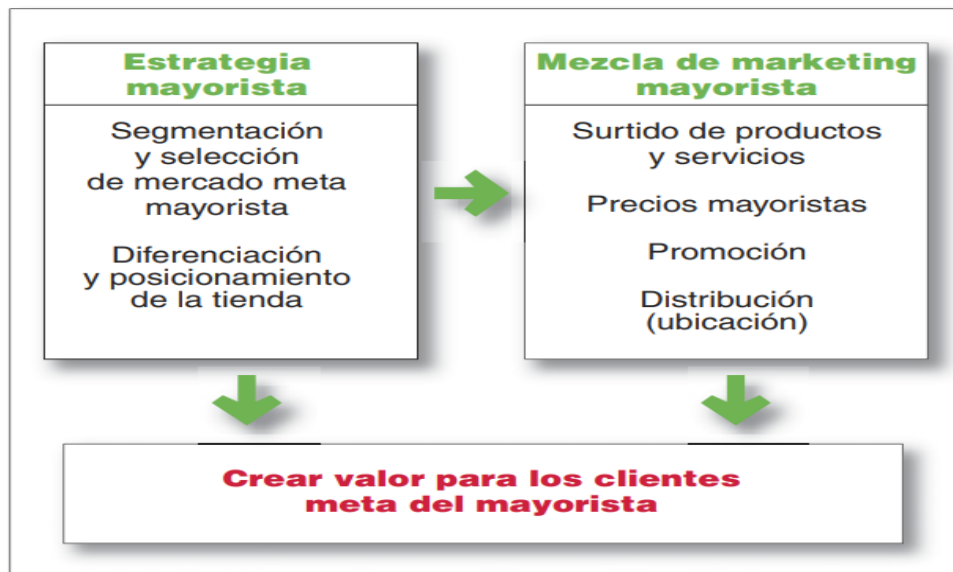 Estrategia
mayorista
Segmentación
y selección
de mercado meta
mayorista
Diferenciación
y posicionamiento
de la tienda
Mezcla de marketing
mayorista
Surtido de productos
y servicios
Precios mayoristas
Promoción
Distribución
(ubicación)
Crear valor para los clientes
meta del mayorista